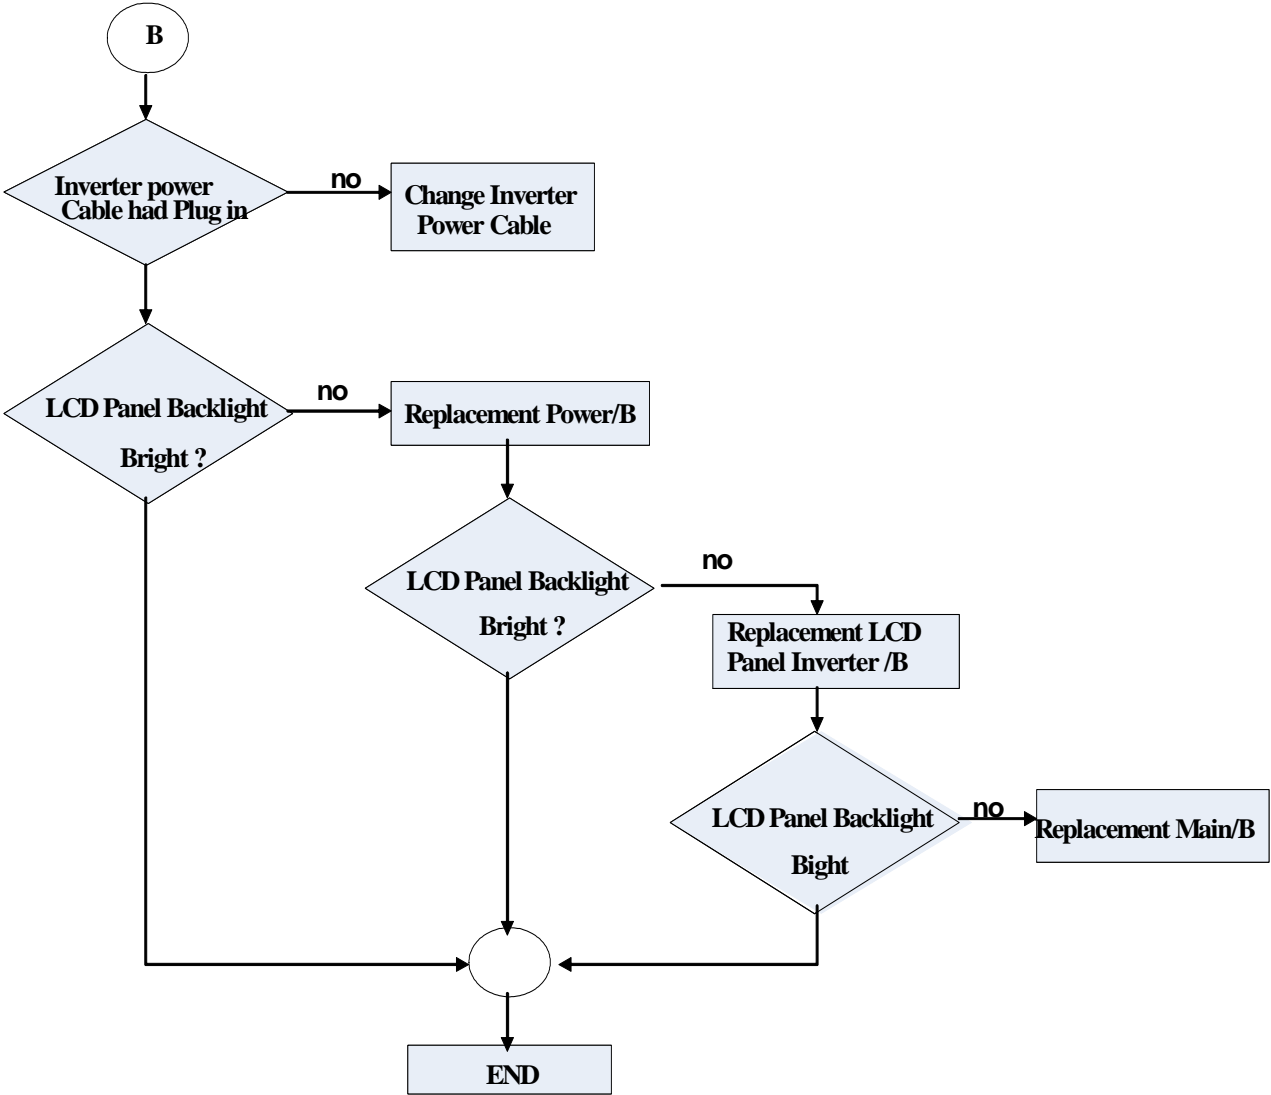 B
Inverter power
Cable had Plug in
no
Change Inverter
Power Cable
LCD Panel Backlight
Bright ?
no
Replacement Power/B
LCD Panel Backlight
Bright ?
no
Replacement LCD
Panel Inverter /B
LCD Panel Backlight
Bight
no
Replacement Main/B
END